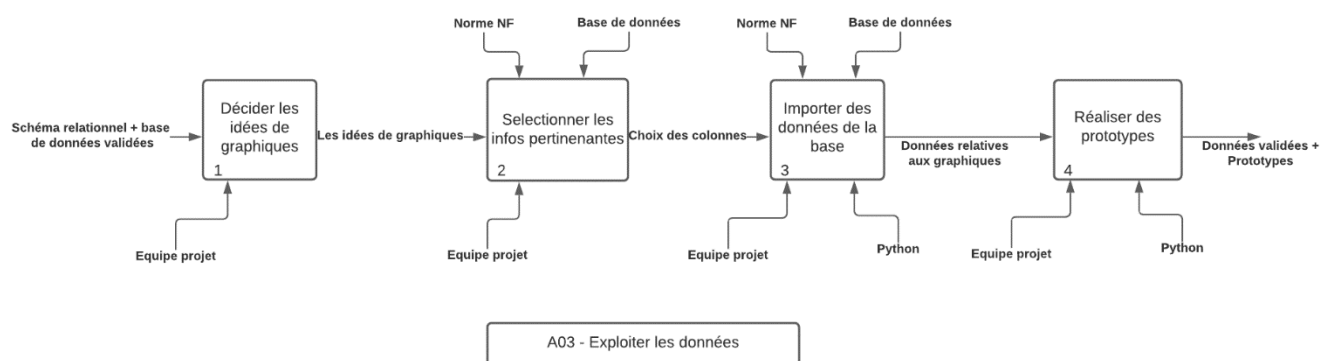 Norme NF
Base de données
Norme NF
Base de données
Schéma relationnel + base
de données validées
Décider les
idées de
graphiques
1
Les idées de graphiques
Selectionner les
infos pertinenantes
2
Choix des colonnes
Importer des
données de la
base
3
Données relatives
aux graphiques
Réaliser des
prototypes
4
Données validées +
Prototypes
Equipe projet
Equipe projet
Equipe projet
Python
Equipe projet
Python
A03 - Exploiter les données